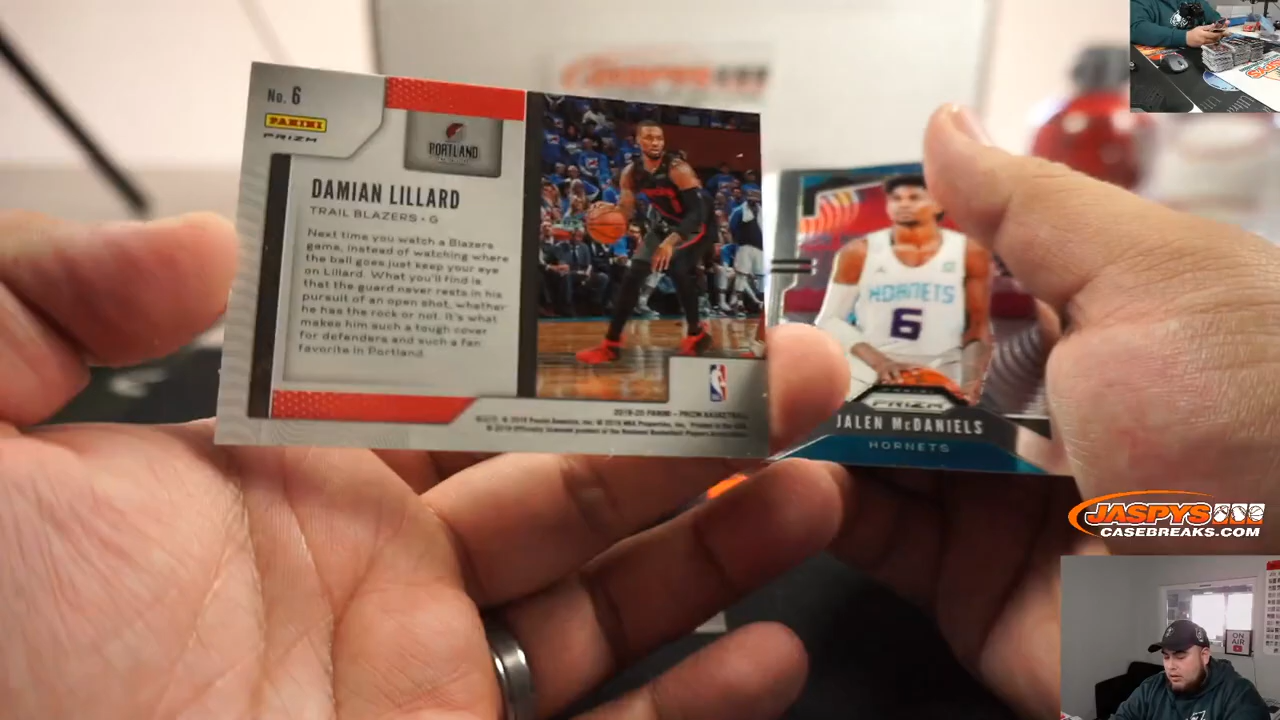 No. 6
PANINI
PRIZM
PORTLAND
DAMIAN LILLARD
TRAIL BLAZERS • G
Next time you watch a Blazers
game, instead of watching where
the ball goes just keep your eye
on Lillard. What you'll find is
that the guard never rests in his
pursuit of an open shot, whether
he has the rock or not. It's what
makes him such a tough cover
for defenders and such a fan
favorite in Portland.
2019-20 PANINI – PRIZM BASKETBALL
HORNETS
6
PRIZM
JALEN McDANIELS
HORNETS
JASPYS
JASPYS
CASEBREAKS.COM
ON
AIR